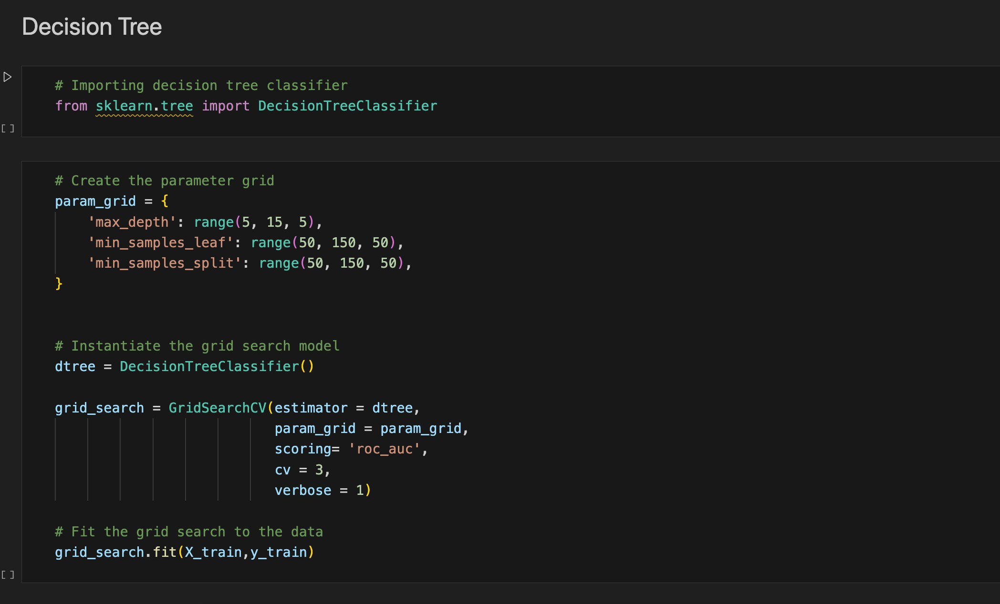 Decision Tree
# Importing decision tree classifier
from sklearn.tree import DecisionTreeClassifier
[ ]
# Create the parameter grid
param_grid = {
    'max_depth': range(5, 15, 5),
    'min_samples_leaf': range(50, 150, 50),
    'min_samples_split': range(50, 150, 50),
}
# Instantiate the grid search model
dtree = DecisionTreeClassifier()
grid_search = GridSearchCV(estimator = dtree,
                           param_grid = param_grid,
                           scoring= 'roc_auc',
                           cv = 3,
                           verbose = 1)
# Fit the grid search to the data
grid_search.fit(X_train,y_train)
[ ]